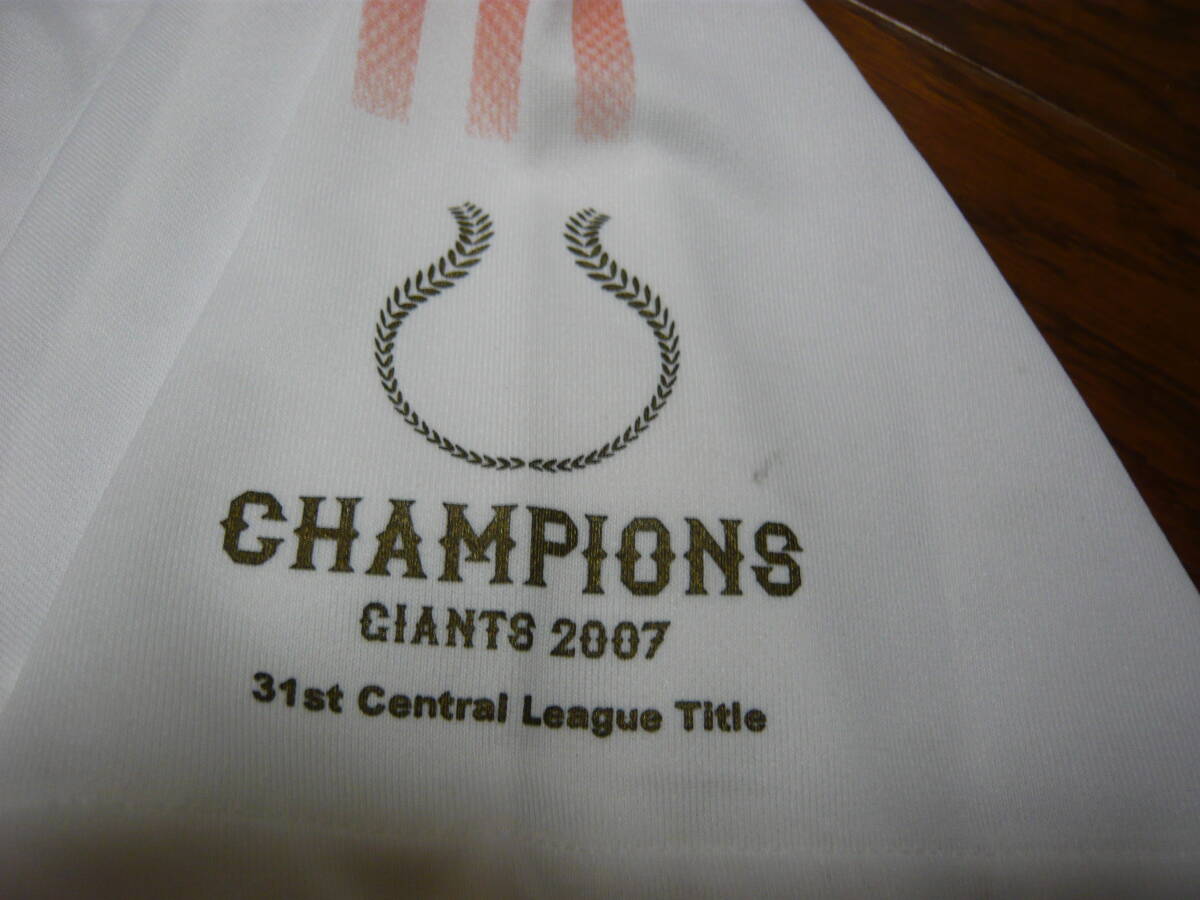 CHAMPIONS
GIANTS 2007
31st Central League Title